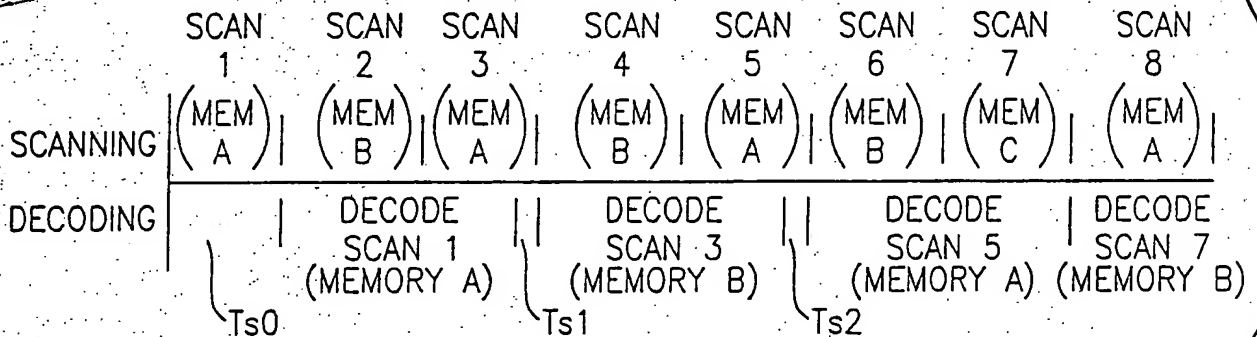 SCAN SCAN SCAN SCAN SCAN SCAN SCAN SCAN
1 2 3 4 5 6 7 8
SCANNING (MEM A) | (MEM B) | (MEM A) | (MEM B) | (MEM A) | (MEM B) | (MEM C) | (MEM A) |
DECODING | DECODE | | DECODE | | DECODE | DECODE
SCAN 1 SCAN 3 SCAN 5 SCAN 7
(MEMORY A) (MEMORY B) (MEMORY A) (MEMORY B)
Ts0 Ts1 Ts2